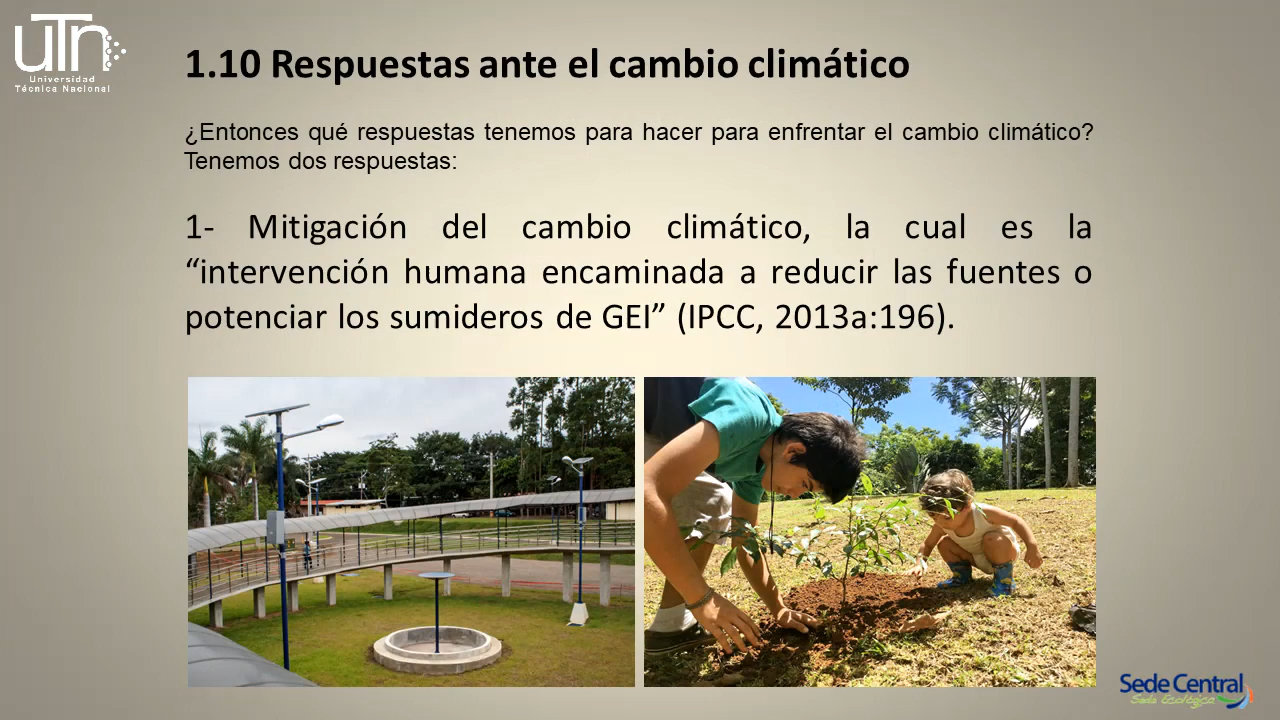 uTn
Universidad
Técnica Nacional
1.10 Respuestas ante el cambio climático
¿Entonces qué respuestas tenemos para hacer para enfrentar el cambio climático?
Tenemos dos respuestas:
1- Mitigación del cambio climático, la cual es la
“intervención humana encaminada a reducir las fuentes o
potenciar los sumideros de GEI” (IPCC, 2013a:196).
Sede Central
Sede Ecológica